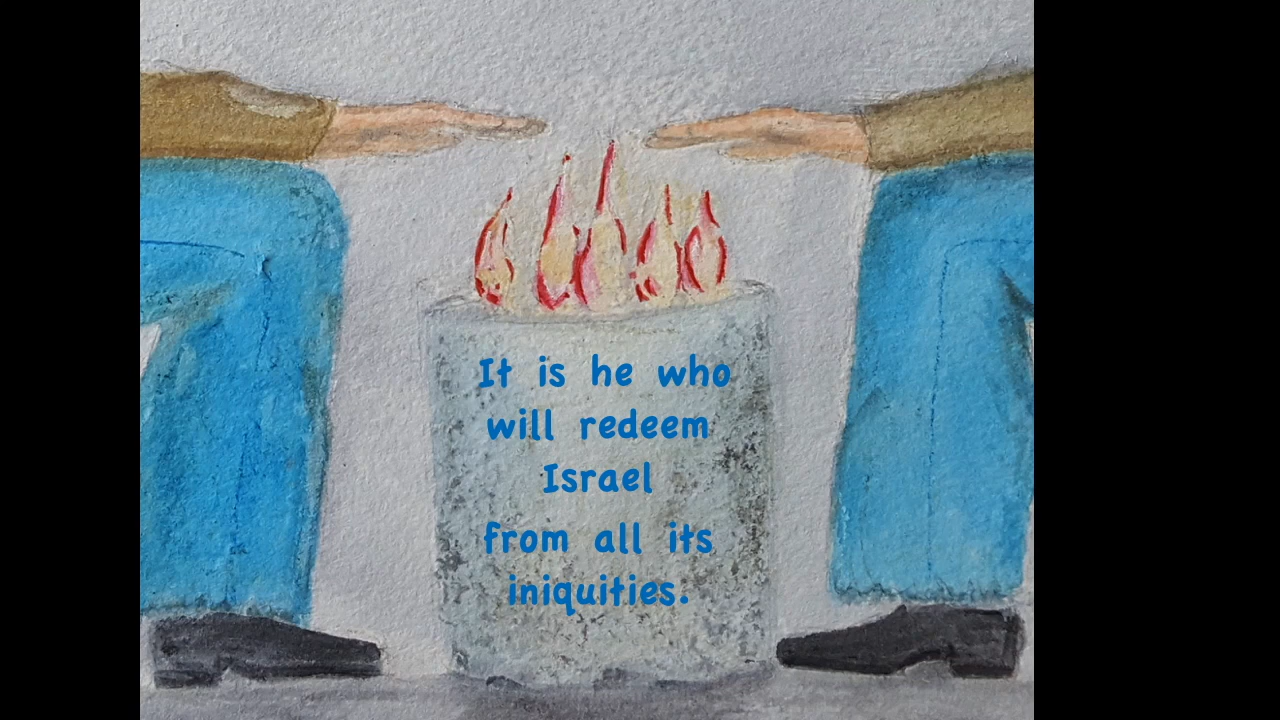 It is he who
will redeem
Israel
from all its
iniquities.